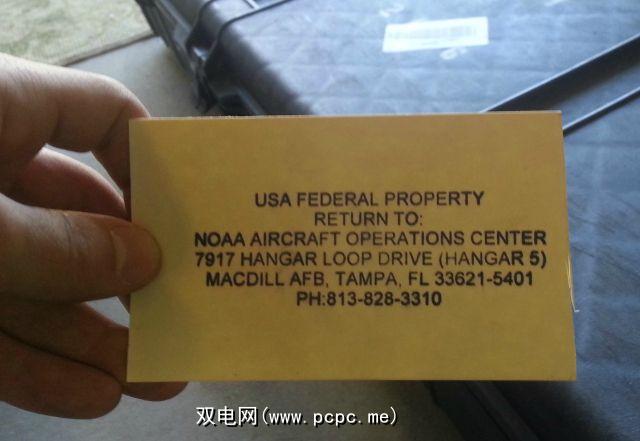 USA FEDERAL PROPERTY
RETURN TO:
NOAA AIRCRAFT OPERATIONS CENTER
7917 HANGAR LOOP DRIVE (HANGAR 5)
MACDILL AFB, TAMPA, FL 33621-5401
PH:813-828-3310
双电网(www.pcpc.me)